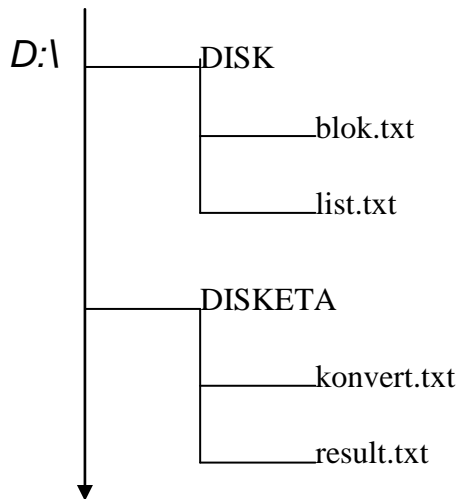 D:\
DISK
blok.txt
list.txt
DISKETA
konvert.txt
result.txt